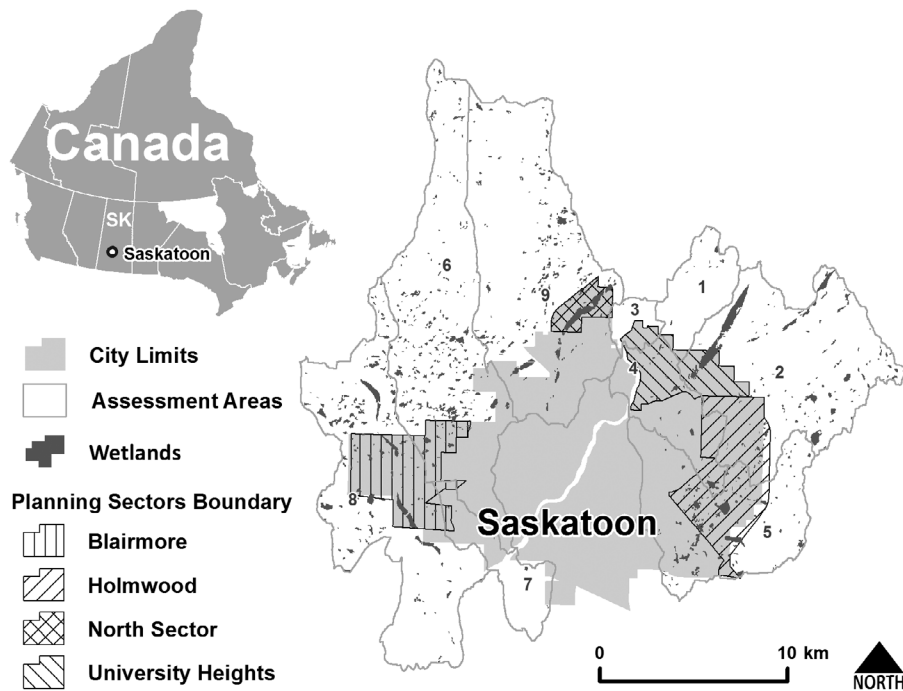 Canada
SK
Saskatoon
City Limits
Assessment Areas
Wetlands
Planning Sectors Boundary
Blairmore
Holmwood
North Sector
University Heights
6
9
1
3
4
2
8
5
7
Saskatoon
0 10 km
NORTH